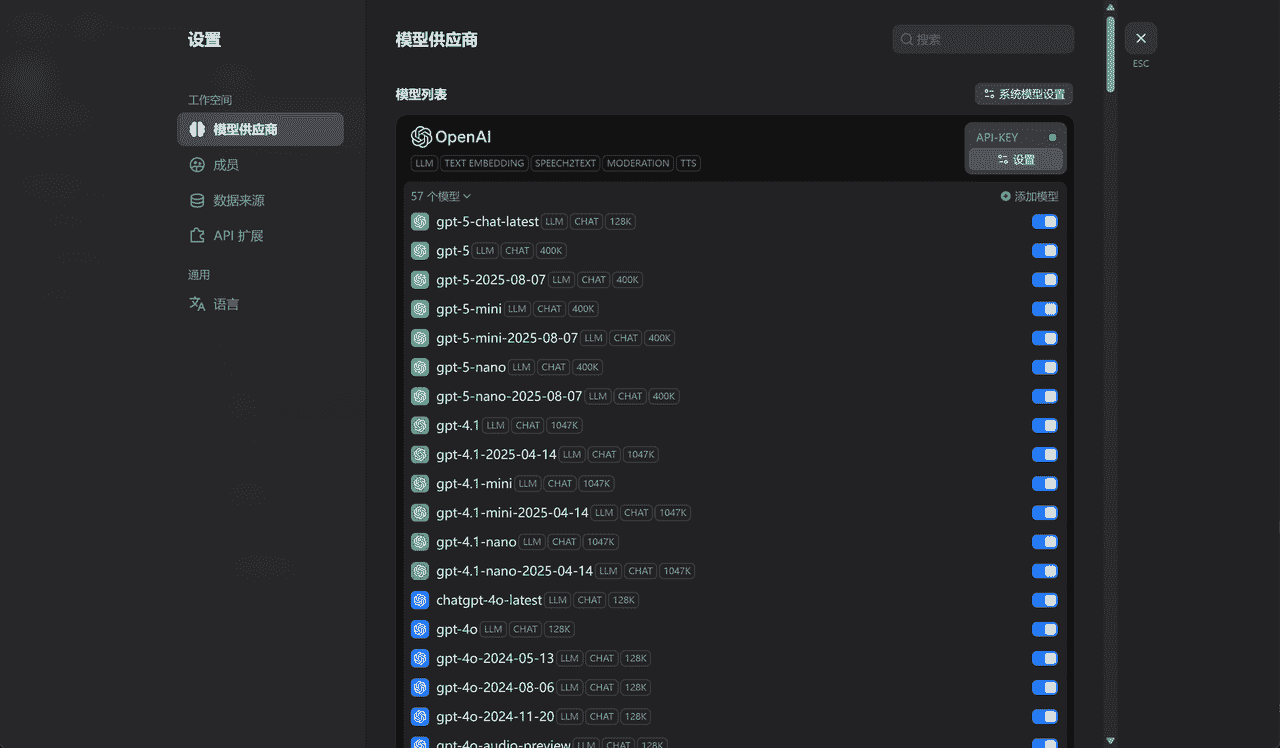 设置
工作空间
模型供应商
成员
数据来源
API 扩展
通用
语言
模型供应商
搜索
ESC
模型列表
系统模型设置
OpenAI
LLM TEXT EMBEDDING SPEECH2TEXT MODERATION TTS
API-KEY
设置
57 个模型
添加模型
gpt-5-chat-latest LLM CHAT 128K
gpt-5 LLM CHAT 400K
gpt-5-2025-08-07 LLM CHAT 400K
gpt-5-mini LLM CHAT 400K
gpt-5-mini-2025-08-07 LLM CHAT 400K
gpt-5-nano LLM CHAT 400K
gpt-5-nano-2025-08-07 LLM CHAT 400K
gpt-4.1 LLM CHAT 1047K
gpt-4.1-2025-04-14 LLM CHAT 1047K
gpt-4.1-mini LLM CHAT 1047K
gpt-4.1-mini-2025-04-14 LLM CHAT 1047K
gpt-4.1-nano LLM CHAT 1047K
gpt-4.1-nano-2025-04-14 LLM CHAT 1047K
chatgpt-4o-latest LLM CHAT 128K
gpt-4o LLM CHAT 128K
gpt-4o-2024-05-13 LLM CHAT 128K
gpt-4o-2024-08-06 LLM CHAT 128K
gpt-4o-2024-11-20 LLM CHAT 128K
gpt-4o-audio-preview LLM CHAT 128K